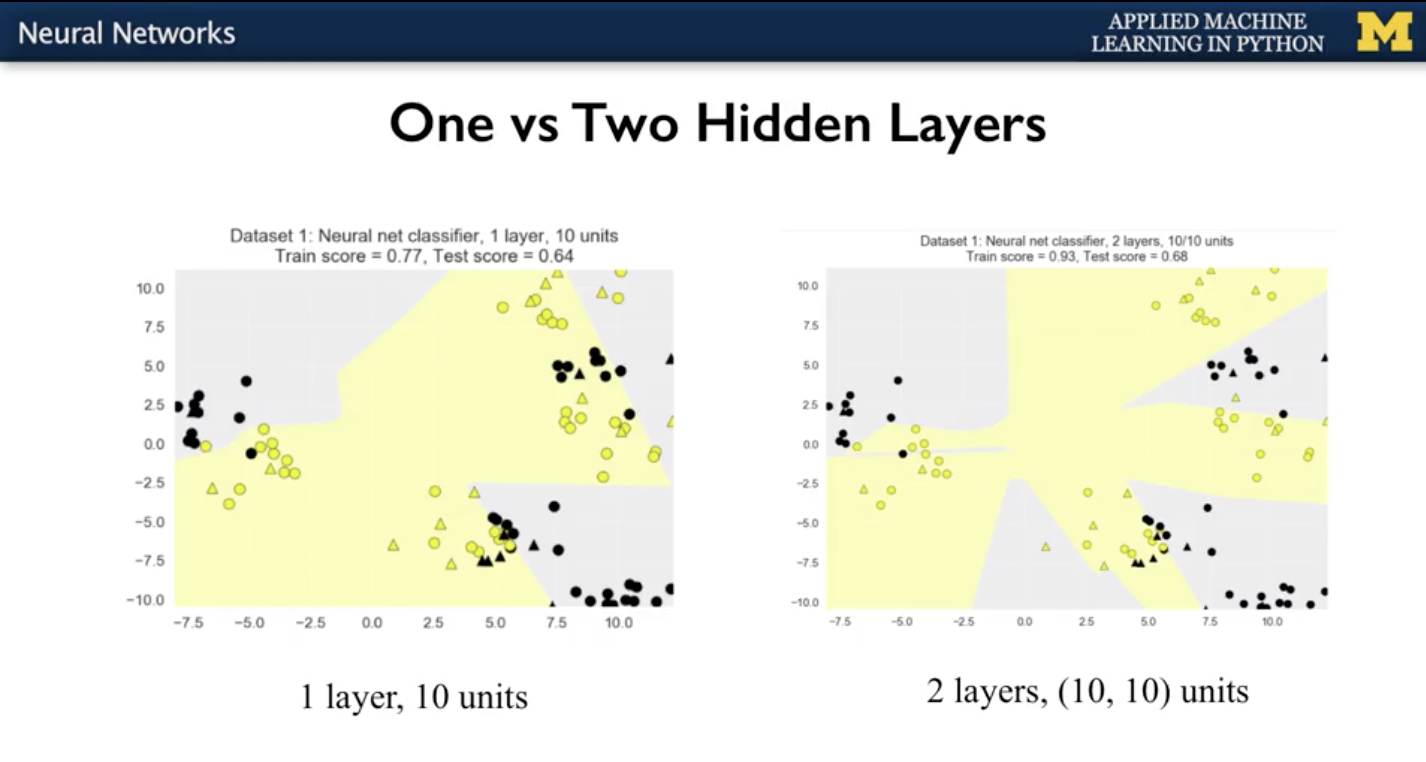 Neural Networks
APPLIED MACHINE
LEARNING IN PYTHON
M
One vs Two Hidden Layers
Dataset 1: Neural net classifier, 1 layer, 10 units
Train score = 0.77, Test score = 0.64
10.0
7.5
5.0
2.5
0.0
−2.5
−5.0
−7.5
−10.0
−7.5 −5.0 −2.5 0.0 2.5 5.0 7.5 10.0
1 layer, 10 units
Dataset 1: Neural net classifier, 2 layers, 10/10 units
Train score = 0.93, Test score = 0.68
10.0
7.5
5.0
2.5
0.0
−2.5
−5.0
−7.5
−10.0
−7.5 −5.0 −2.5 0.0 2.5 5.0 7.5 10.0
2 layers, (10, 10) units